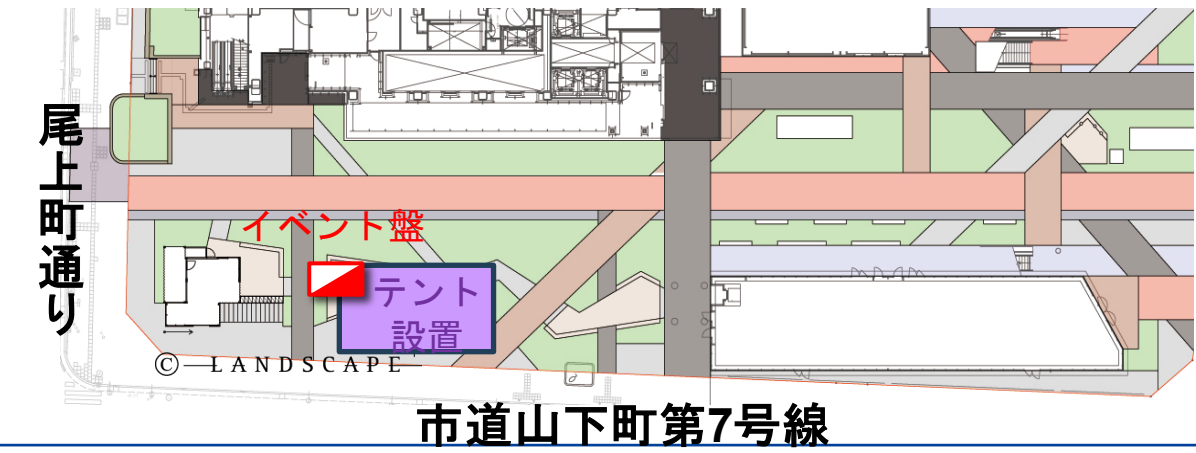 尾上町通り
イベント盤
テント
設置
© LANDSCAPE
市道山下町第7号線